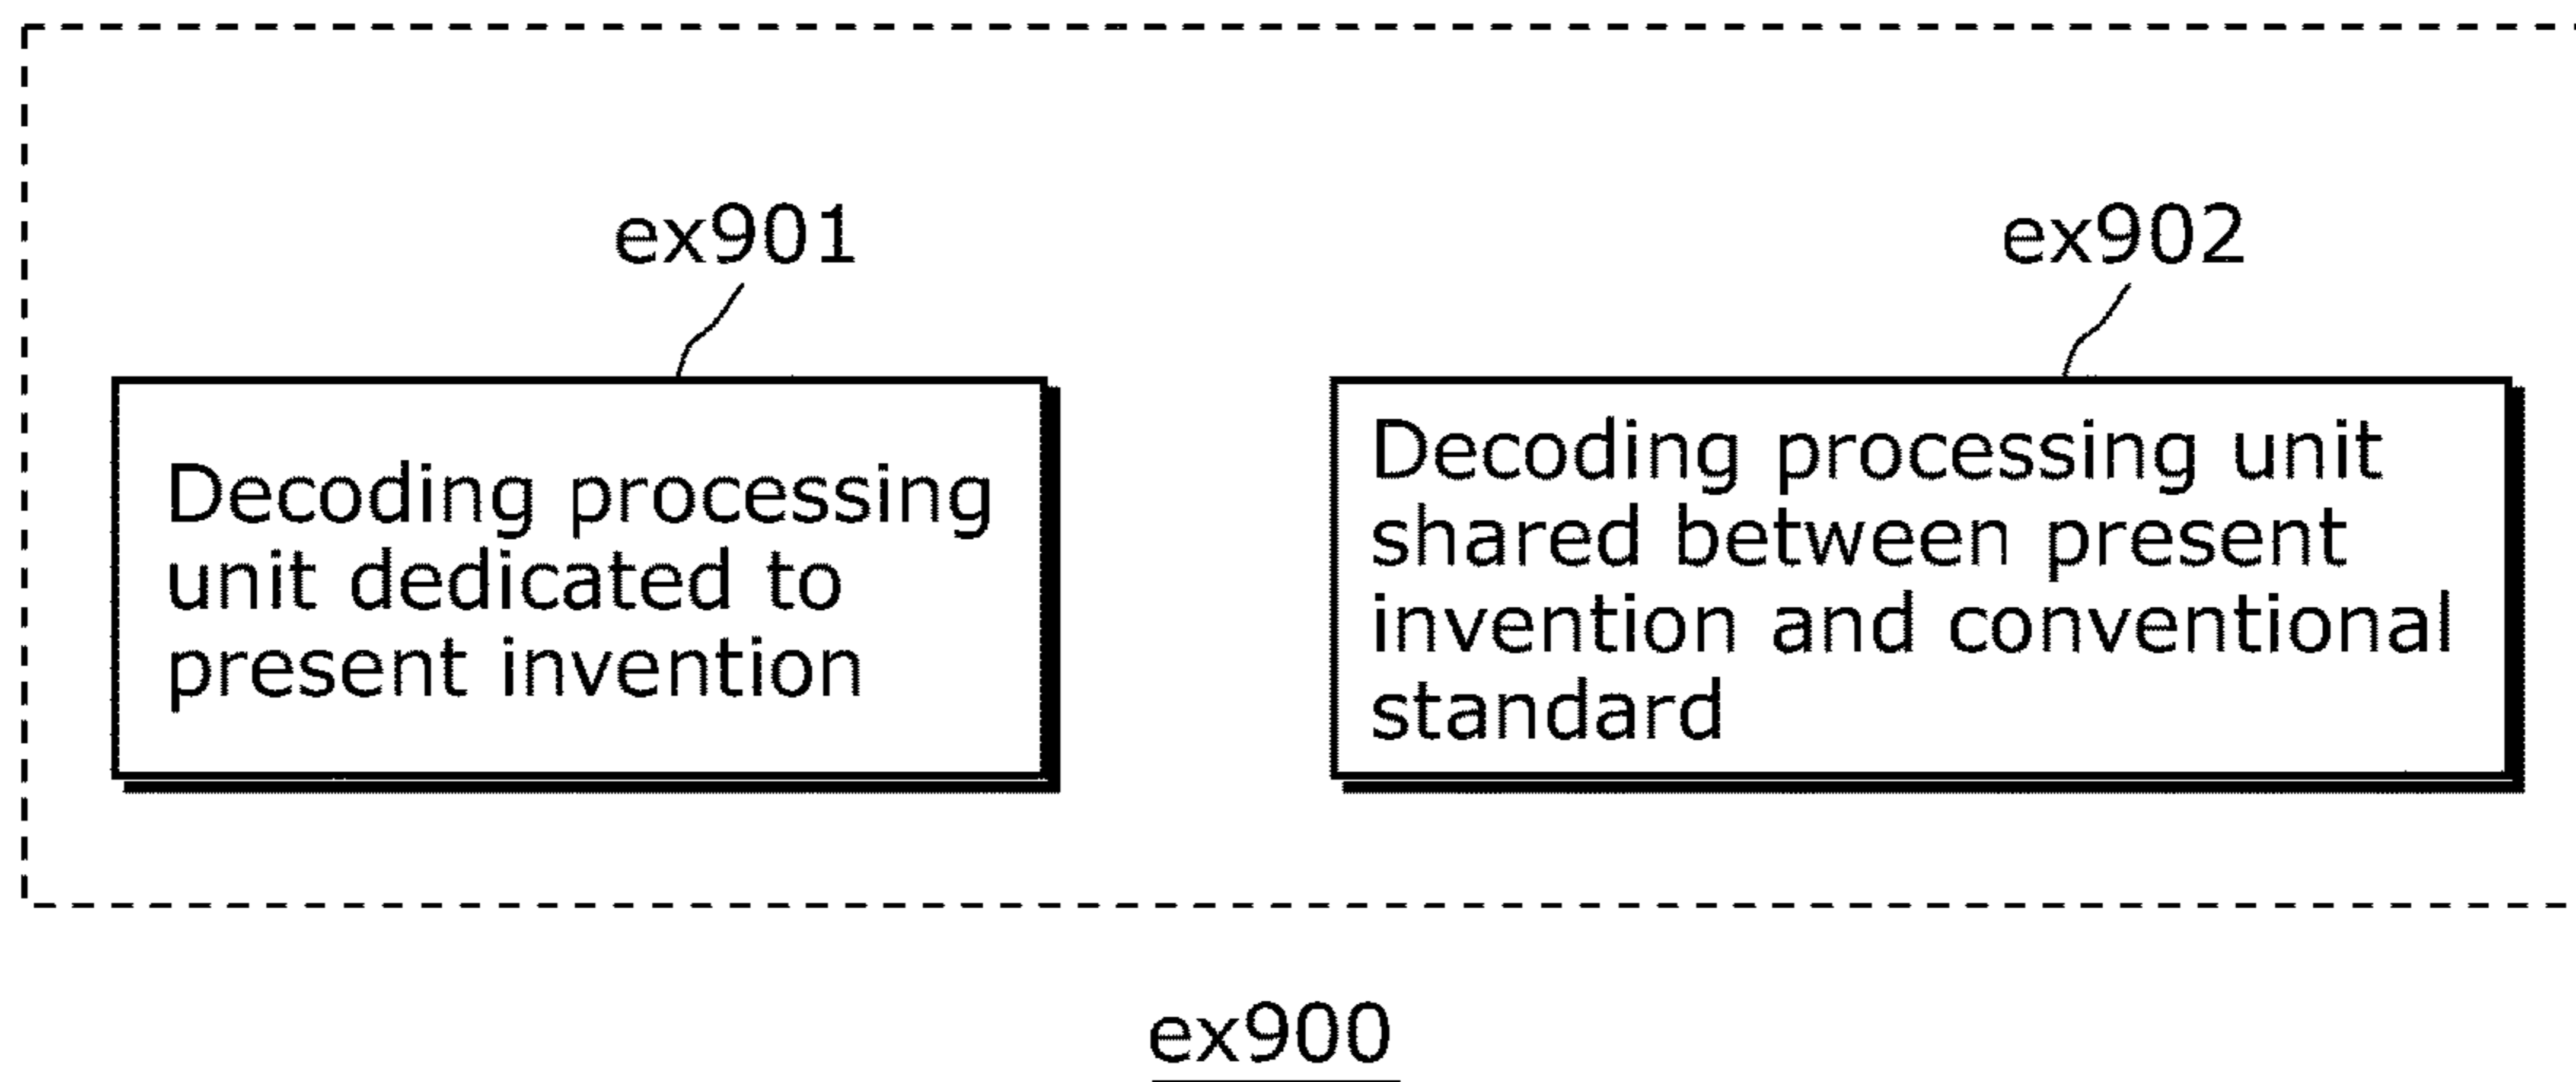 ex901
ex902
Decoding processing
unit dedicated to
present invention
Decoding processing unit
shared between present
invention and conventional
standard
ex900